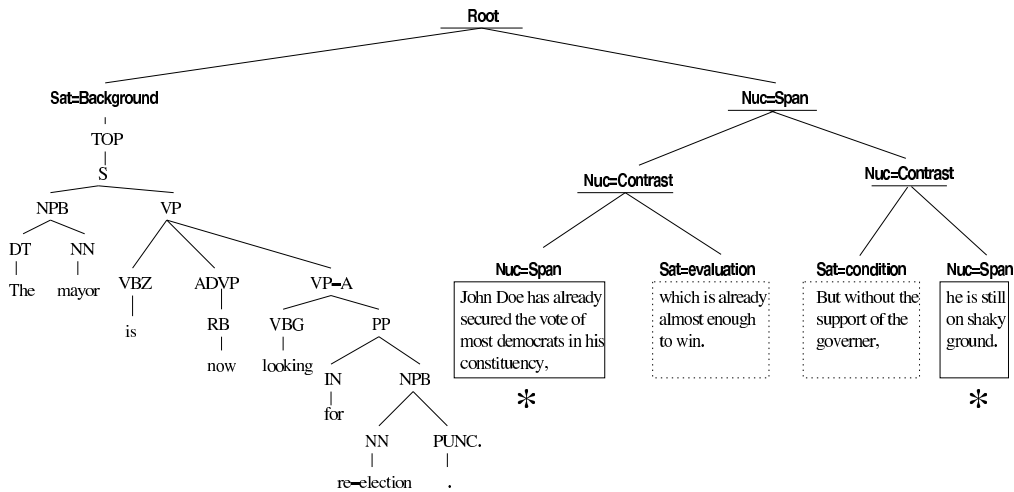 Root
Sat=Background
Nuc=Span
TOP
S
Nuc=Contrast
Nuc=Contrast
NPB
VP
DT
NN
VBZ
ADVP
VP-A
The
mayor
is
RB
VBG
PP
now
looking
IN
NPB
for
NN
PUNC.
re-election
.
Nuc=Span
John Doe has already
secured the vote of
most democrats in his
constituency,
*
Sat=evaluation
which is already
almost enough
to win.
Sat=condition
But without the
support of the
governer,
Nuc=Span
he is still
on shaky
ground.
*